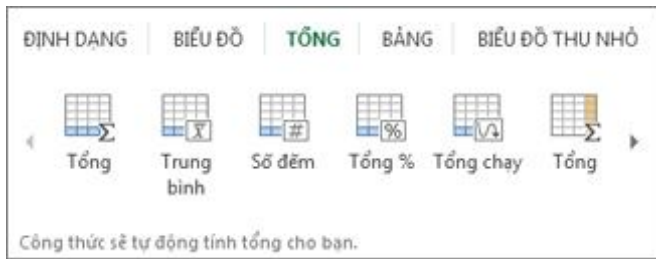 ĐỊNH DẠNG BIỂU ĐỒ TỔNG BẢNG BIỂU ĐỒ THU NHỎ
Tổng Trung bình Số đếm Tổng % Tổng chạy Tổng
Công thức sẽ tự động tính tổng cho bạn.